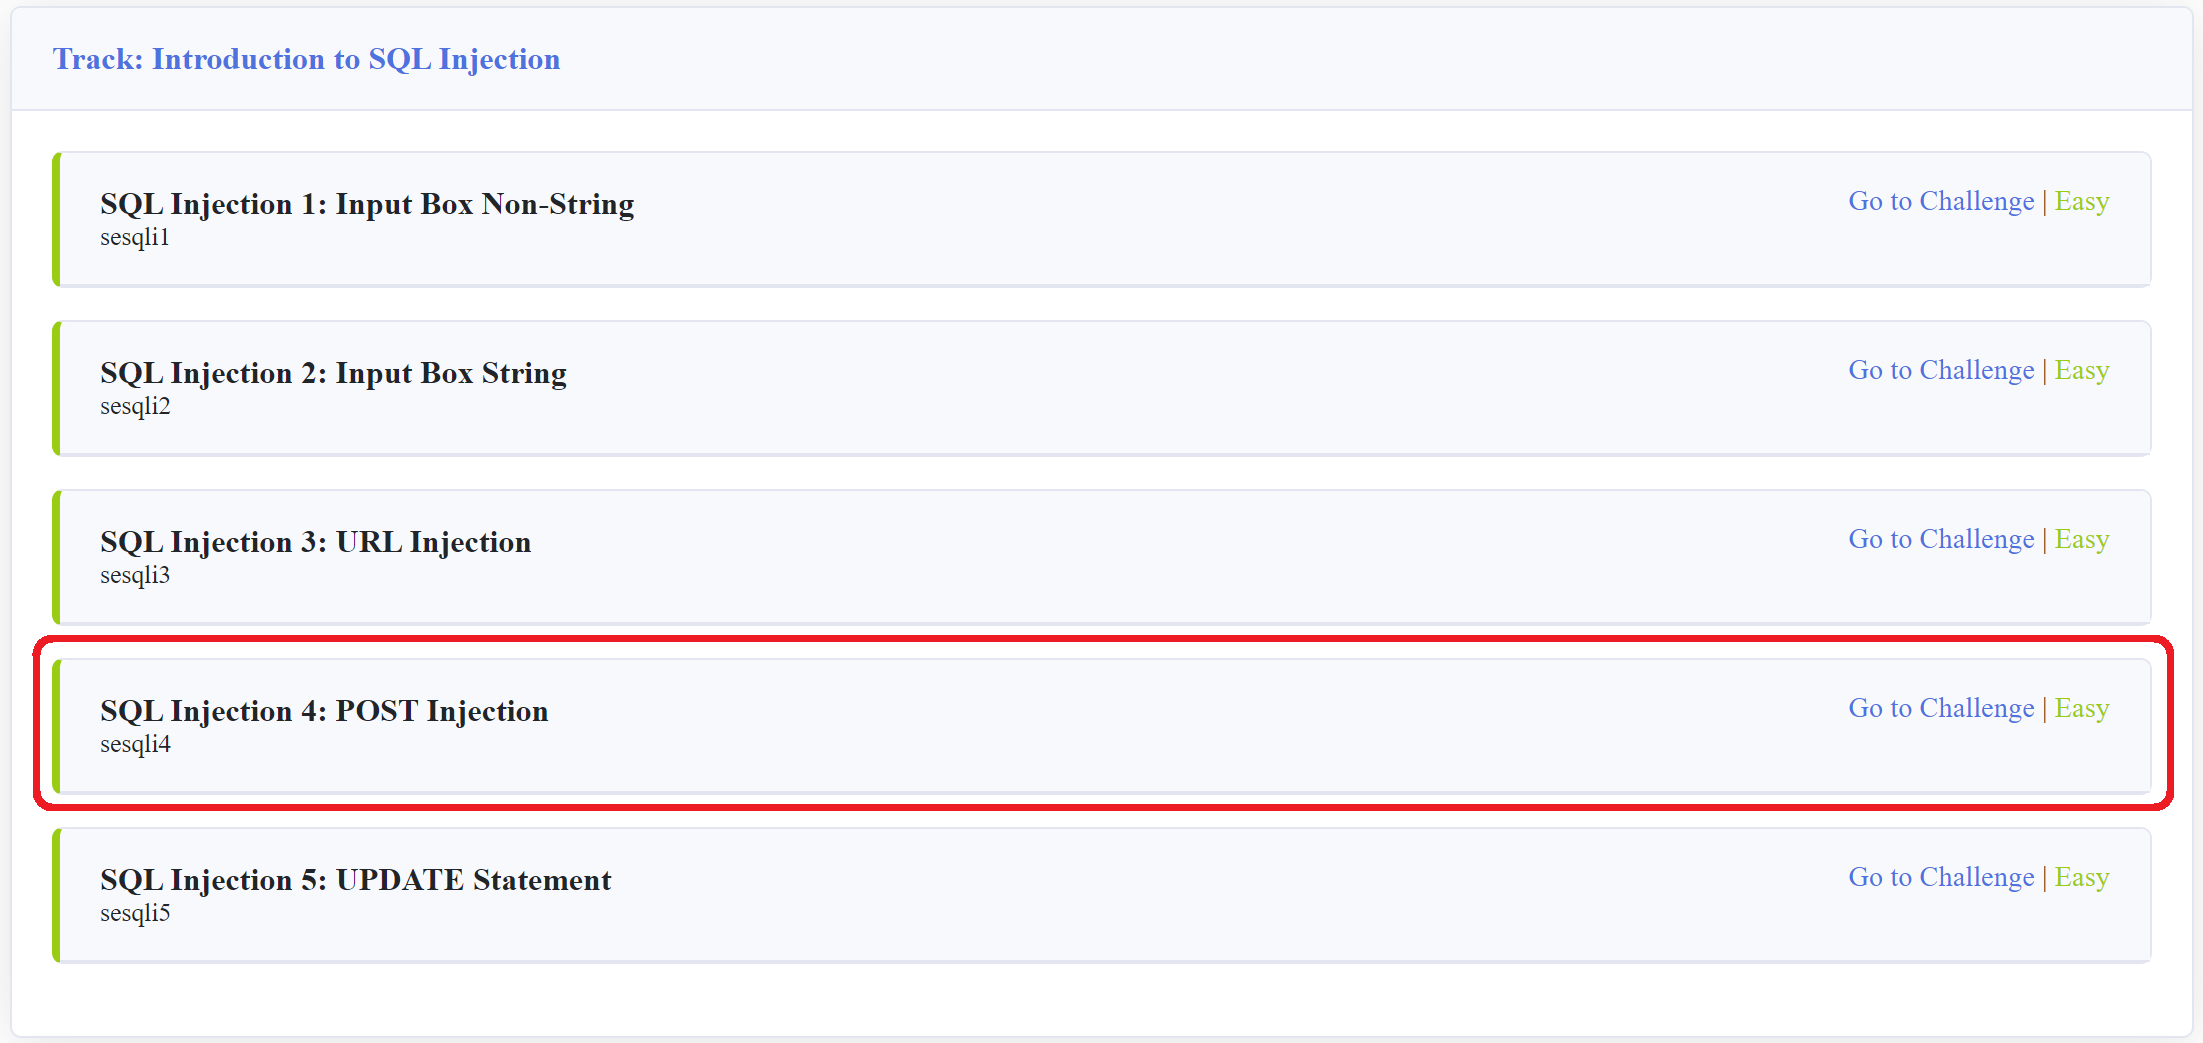 Track: Introduction to SQL Injection
SQL Injection 1: Input Box Non-String
Go to Challenge | Easy
sesqli1
SQL Injection 2: Input Box String
Go to Challenge | Easy
sesqli2
SQL Injection 3: URL Injection
Go to Challenge | Easy
sesqli3
SQL Injection 4: POST Injection
Go to Challenge | Easy
sesqli4
SQL Injection 5: UPDATE Statement
Go to Challenge | Easy
sesqli5